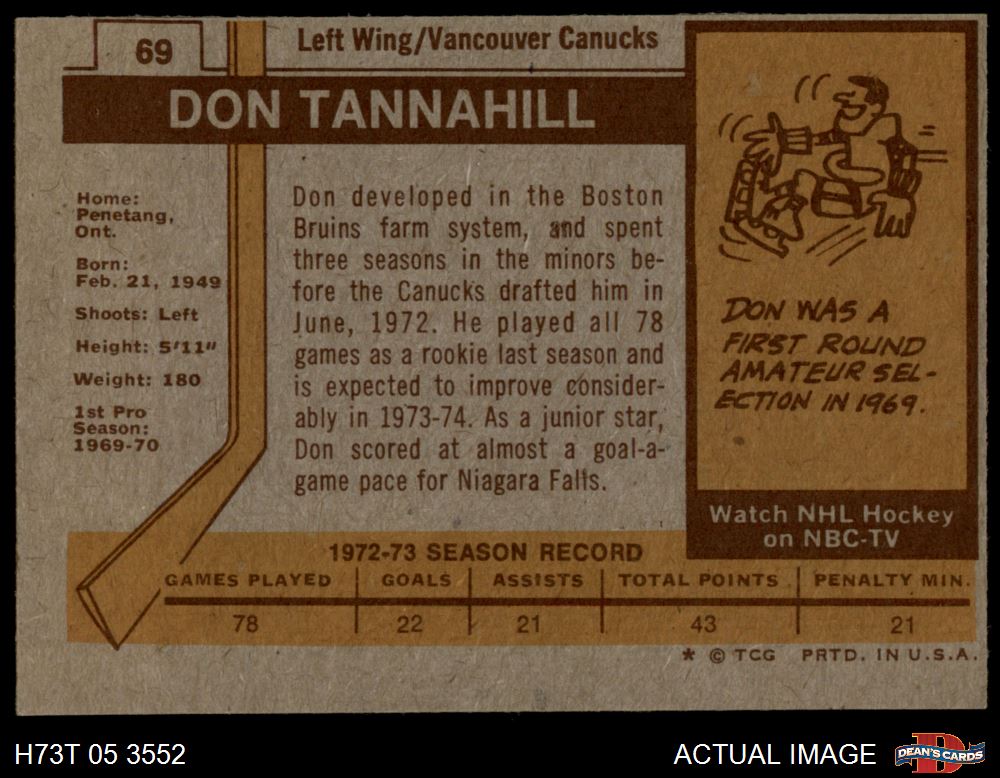 69
Left Wing/Vancouver Canucks
DON TANNAHILL
Home:
Penetang,
Ont.
Born:
Feb. 21, 1949
Shoots: Left
Height: 5'11"
Weight: 180
1st Pro
Season:
1969-70
Don developed in the Boston
Bruins farm system, and spent
three seasons in the minors be-
fore the Canucks drafted him in
June, 1972. He played all 78
games as a rookie last season and
is expected to improve consider-
ably in 1973-74. As a junior star,
Don scored at almost a goal-a-
game pace for Niagara Falls.
DON WAS A
FIRST ROUND
AMATEUR SEL-
ECTION IN 1969.
Watch NHL Hockey
on NBC-TV
1972-73 SEASON RECORD
GAMES PLAYED GOALS ASSISTS TOTAL POINTS PENALTY MIN.
78 22 21 43 21
* © TCG PRTD. IN U.S.A.
H73T 05 3552 ACTUAL IMAGE DEAN'S CARDS